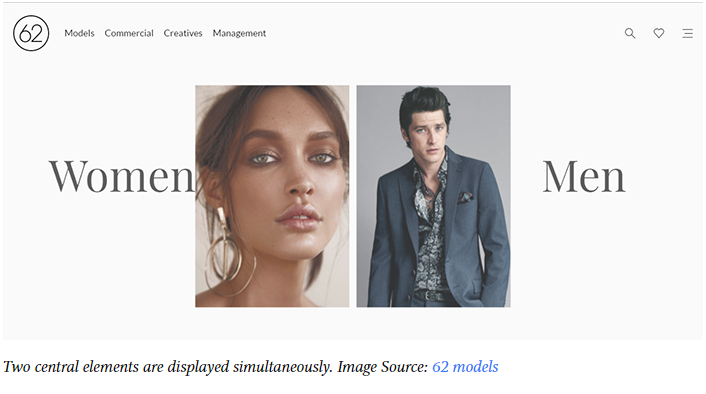 62 Models Commercial Creatives Management
Women Men
Two central elements are displayed simultaneously. Image Source: 62 models